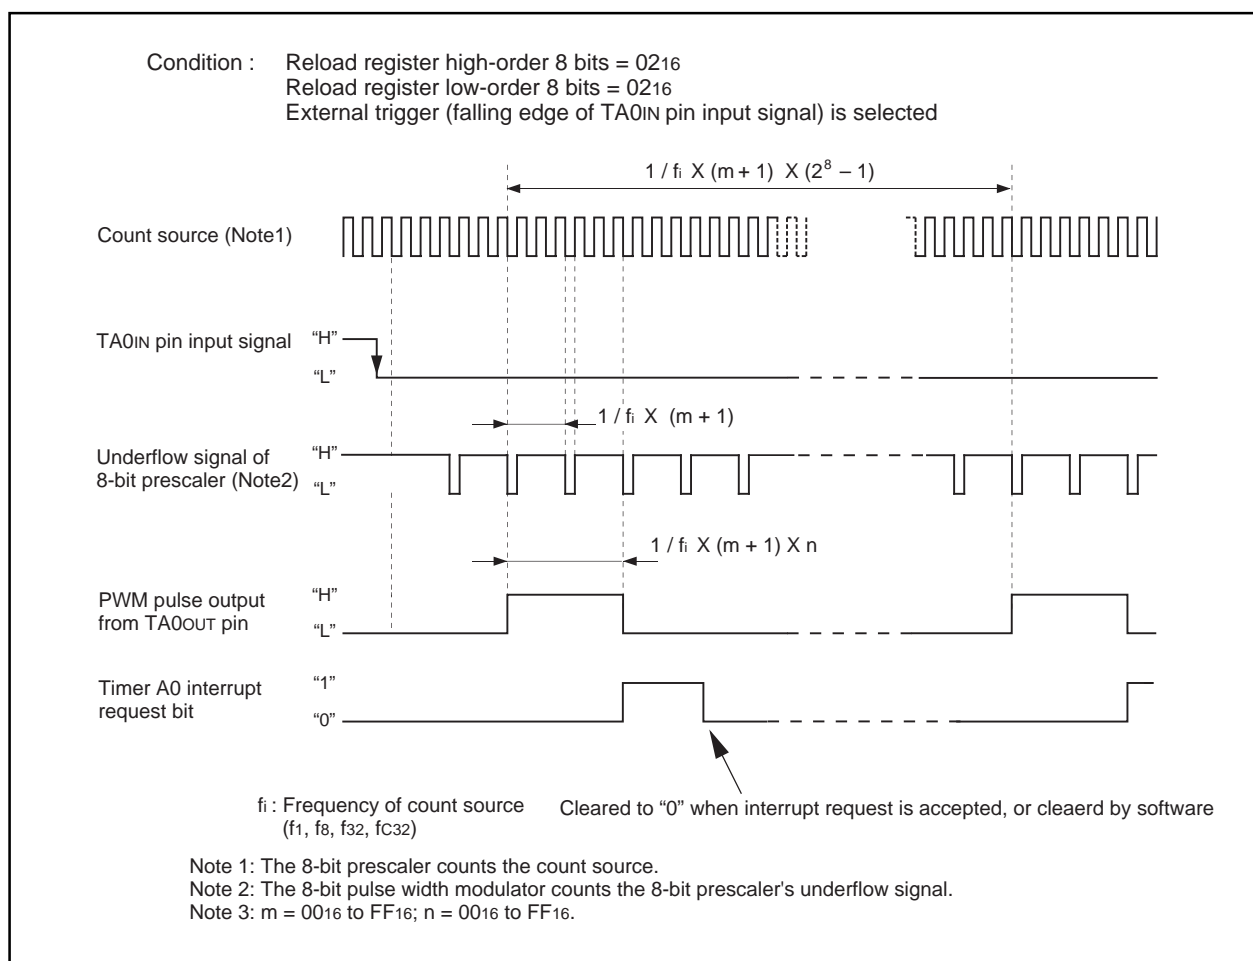 Condition : Reload register high-order 8 bits = 0216
Reload register low-order 8 bits = 0216
External trigger (falling edge of TA0IN pin input signal) is selected
1 / fi X (m + 1) X (2^8 – 1)
Count source (Note1)
TA0IN pin input signal
“H”
“L”
1 / fi X (m + 1)
Underflow signal of
8-bit prescaler (Note2)
“H”
“L”
1 / fi X (m + 1) X n
PWM pulse output
from TA0OUT pin
“H”
“L”
Timer A0 interrupt
request bit
“1”
“0”
fi : Frequency of count source
(f1, f8, f32, fC32)
Cleared to “0” when interrupt request is accepted, or cleaerd by software
Note 1: The 8-bit prescaler counts the count source.
Note 2: The 8-bit pulse width modulator counts the 8-bit prescaler's underflow signal.
Note 3: m = 0016 to FF16; n = 0016 to FF16.